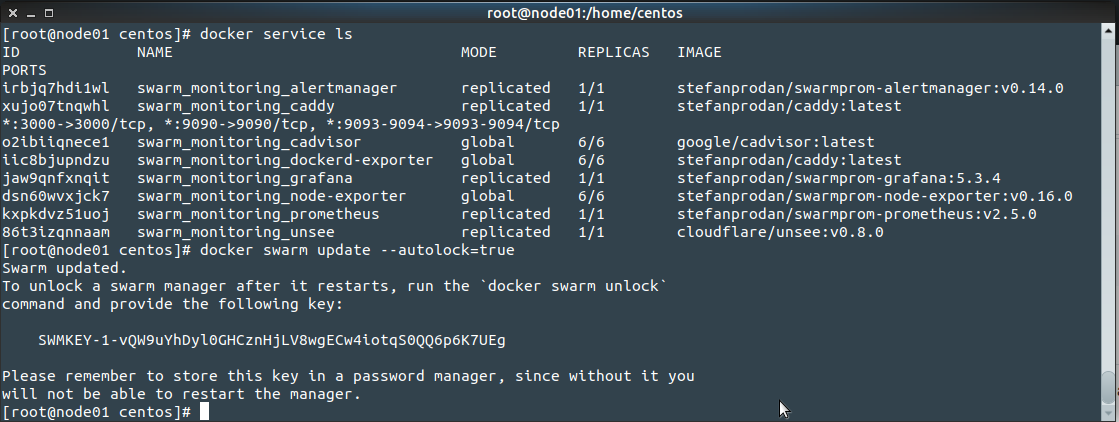 root@node01:/home/centos
[root@node01 centos]# docker service ls
ID             NAME                               MODE         REPLICAS   IMAGE
PORTS
irbjq7hdi1wl   swarm_monitoring_alertmanager       replicated   1/1        stefanprodan/swarmprom-alertmanager:v0.14.0
xujo07tnqwhl   swarm_monitoring_caddy              replicated   1/1        stefanprodan/caddy:latest
*:3000->3000/tcp, *:9090->9090/tcp, *:9093-9094->9093-9094/tcp
o2ibiiqnece1   swarm_monitoring_cadvisor           global       6/6        google/cadvisor:latest
iic8bjupndzu   swarm_monitoring_dockerd-exporter   global       6/6        stefanprodan/caddy:latest
jaw9qnfxnqit   swarm_monitoring_grafana            replicated   1/1        stefanprodan/swarmprom-grafana:5.3.4
dsn60wvxjck7   swarm_monitoring_node-exporter      global       6/6        stefanprodan/swarmprom-node-exporter:v0.16.0
kxpkdvz51uoj   swarm_monitoring_prometheus         replicated   1/1        stefanprodan/swarmprom-prometheus:v2.5.0
86t3izqnnaam   swarm_monitoring_unsee              replicated   1/1        cloudflare/unsee:v0.8.0
[root@node01 centos]# docker swarm update --autolock=true
Swarm updated.
To unlock a swarm manager after it restarts, run the `docker swarm unlock`
command and provide the following key:
SWMKEY-1-vQW9uYhDyl0GHCznHjLV8wgECw4iotqS0QQ6p6K7UEg
Please remember to store this key in a password manager, since without it you
will not be able to restart the manager.
[root@node01 centos]#